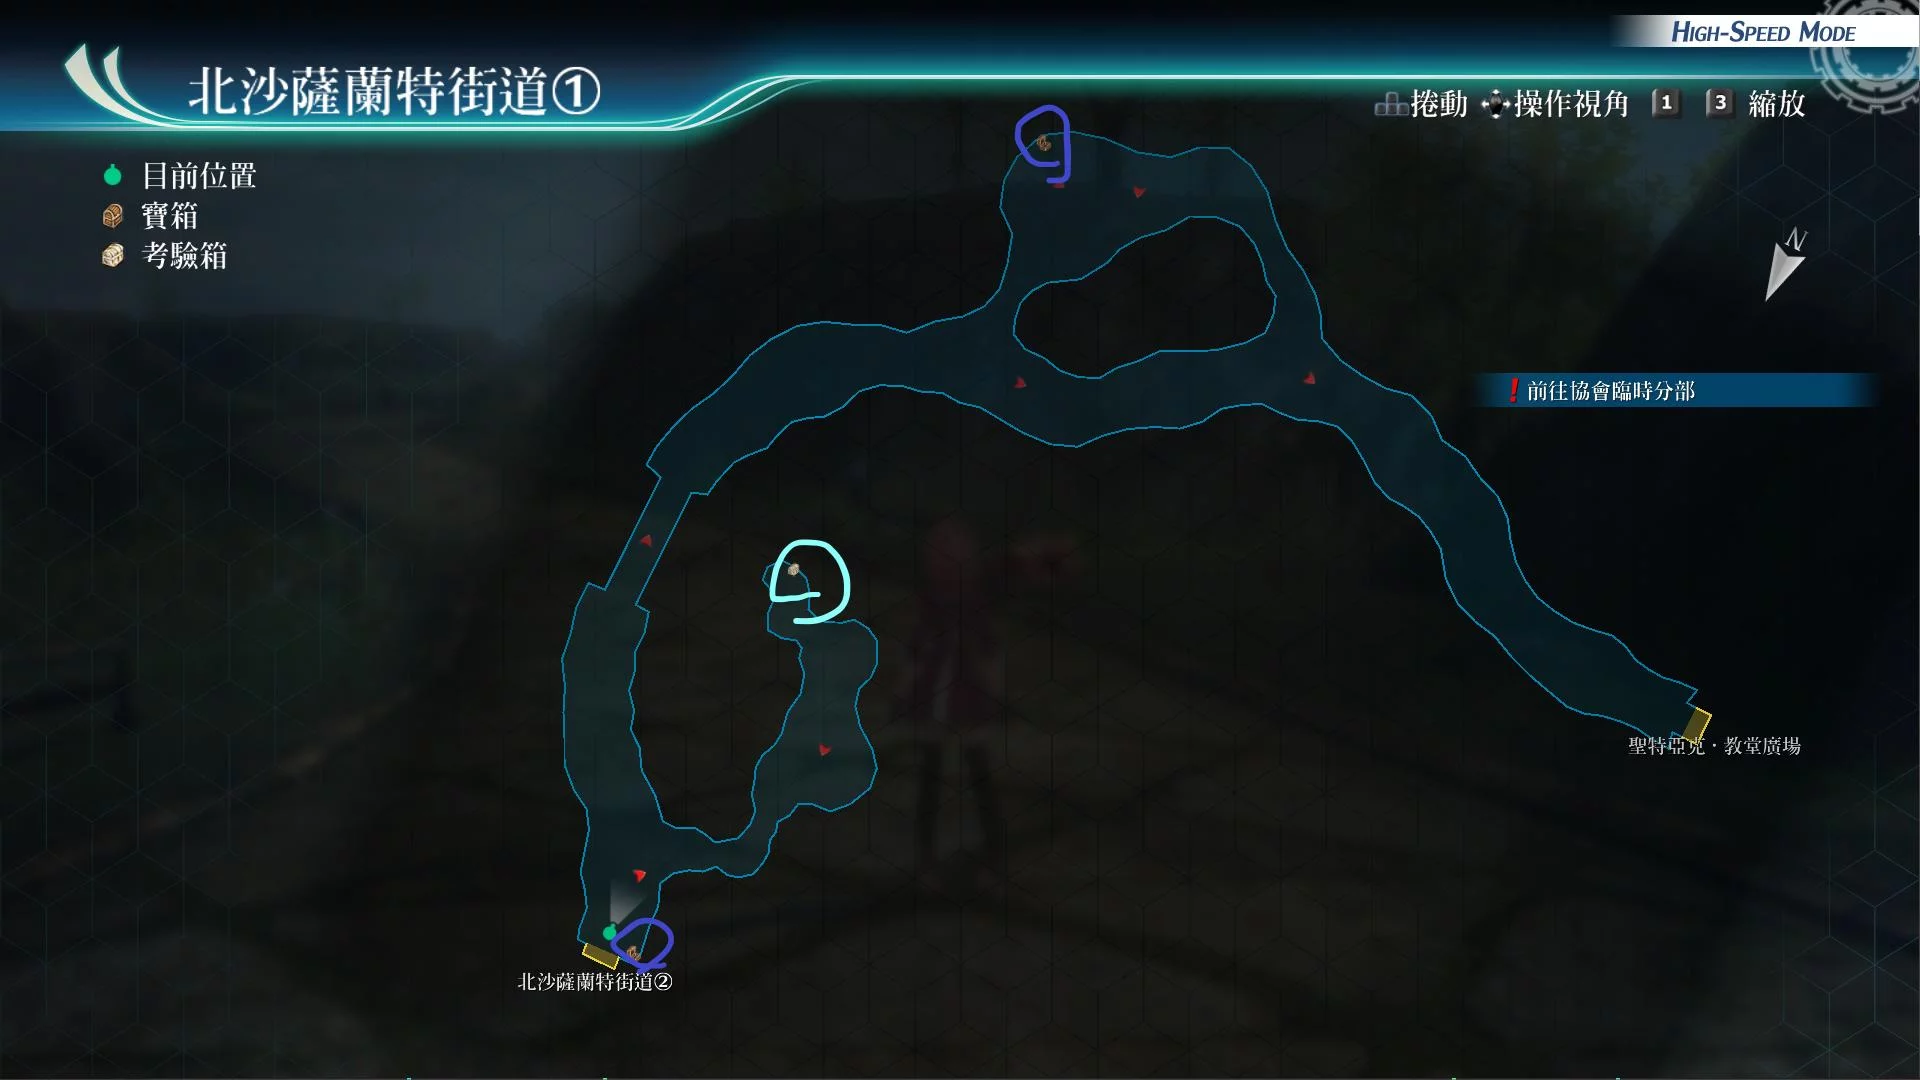 HIGH-SPEED MODE
北沙薩蘭特街道①
捲動 操作視角 1 3 縮放
目前位置
寶箱
考驗箱
N
! 前往協會臨時分部
聖特亞克・教堂廣場
北沙薩蘭特街道②